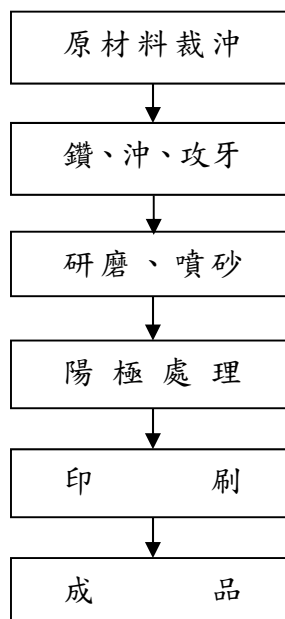 原材料裁沖
鑽、沖、攻牙
研磨、噴砂
陽極處理
印刷
成品